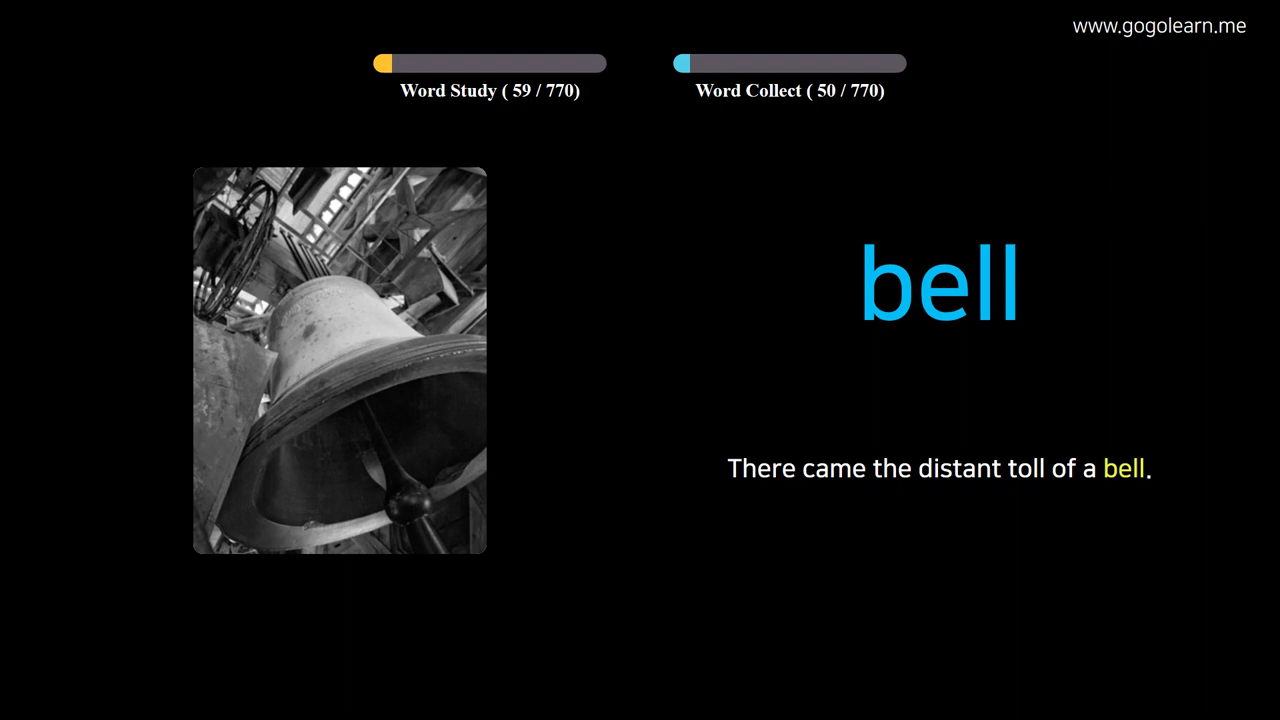 www.gogolearn.me
Word Study ( 59 / 770)
Word Collect ( 50 / 770)
bell
There came the distant toll of a bell.